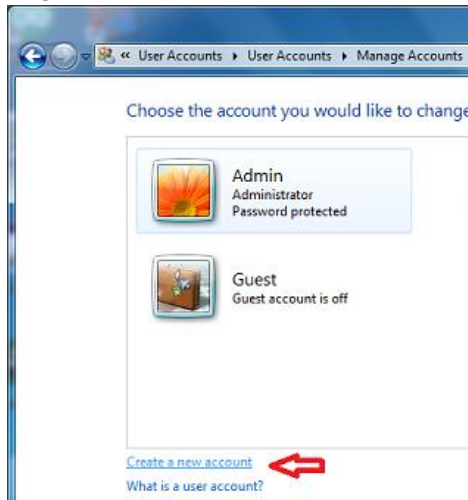 « User Accounts ▸ User Accounts ▸ Manage Accounts
Choose the account you would like to change
Admin
Administrator
Password protected
Guest
Guest account is off
Create a new account
What is a user account?